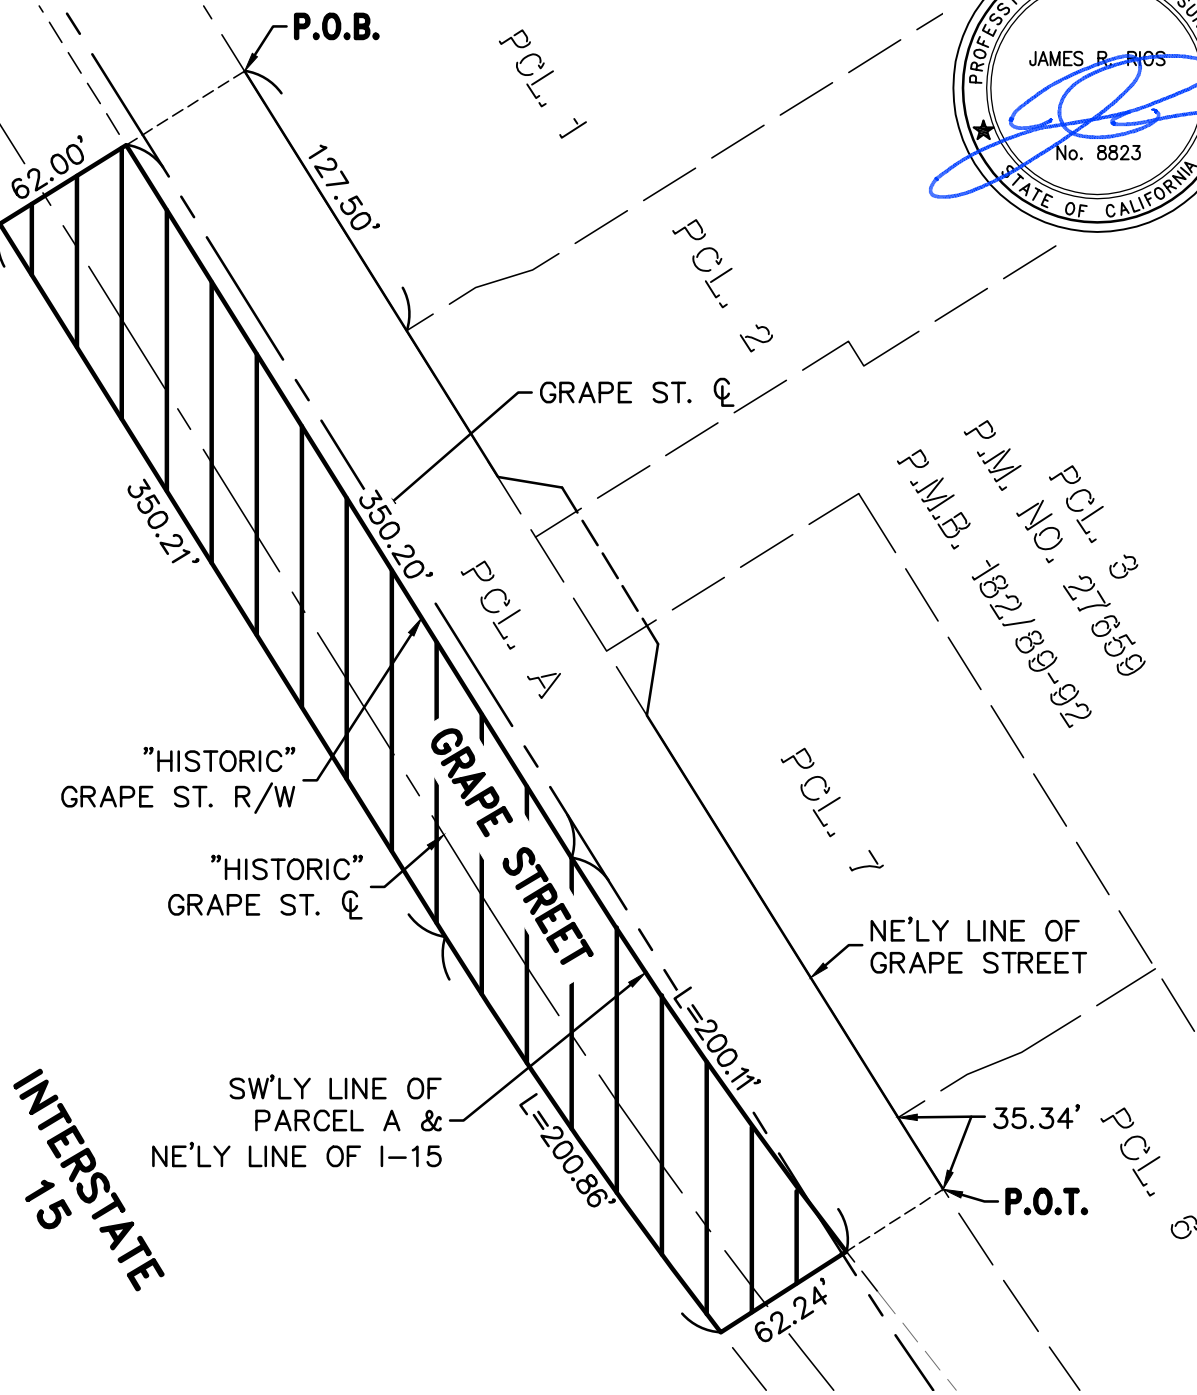 P.O.B.
PCL. 1
JAMES R. RIOS
No. 8823
STATE OF CALIFORNIA
62.00'
127.50'
PCL. 2
GRAPE ST. ℄
350.21'
350.20'
PCL. A
PCL. 3
P.M. NO. 27659
P.M.B. 182/89-92
"HISTORIC"
GRAPE ST. R/W
"HISTORIC"
GRAPE ST. ℄
GRAPE STREET
PCL. 7
NE'LY LINE OF
GRAPE STREET
L=200.11'
SW'LY LINE OF
PARCEL A &
NE'LY LINE OF I-15
L=200.86'
35.34'
P.O.T.
PCL. 6
INTERSTATE
15
62.24'